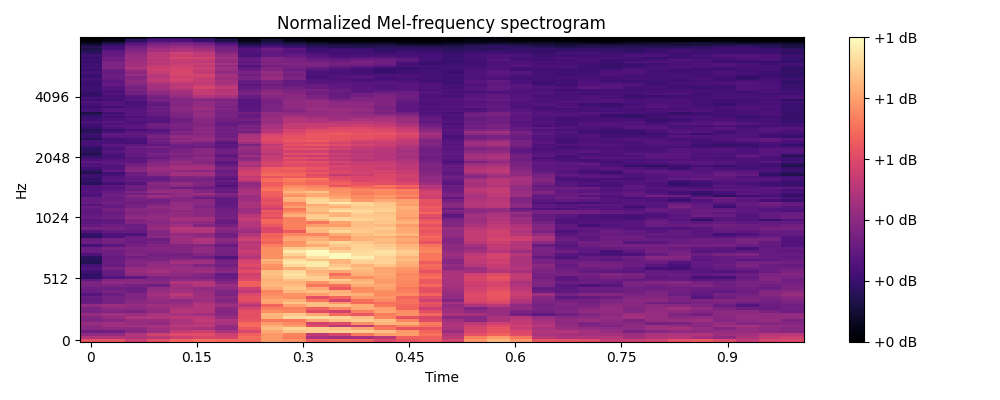 Normalized Mel-frequency spectrogram
Hz
4096
2048
1024
512
0
0 0.15 0.3 0.45 0.6 0.75 0.9
Time
+1 dB
+1 dB
+1 dB
+0 dB
+0 dB
+0 dB